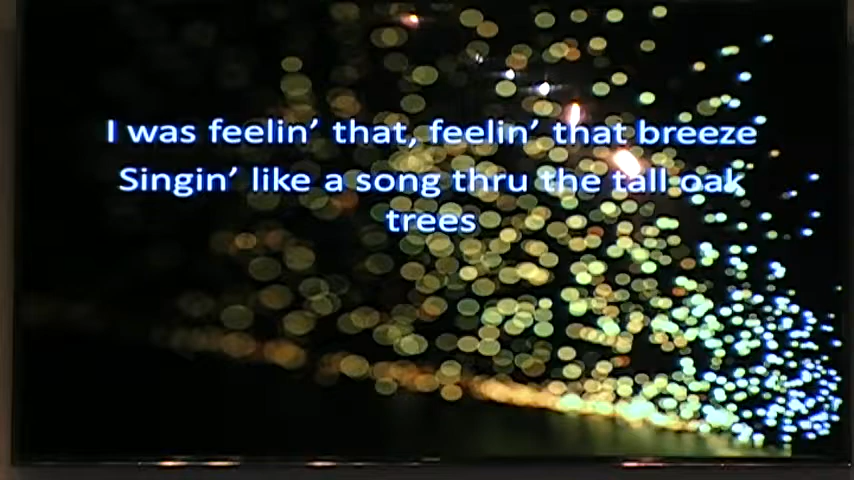 I was feelin’ that, feelin’ that breeze
Singin’ like a song thru the tall oak
trees